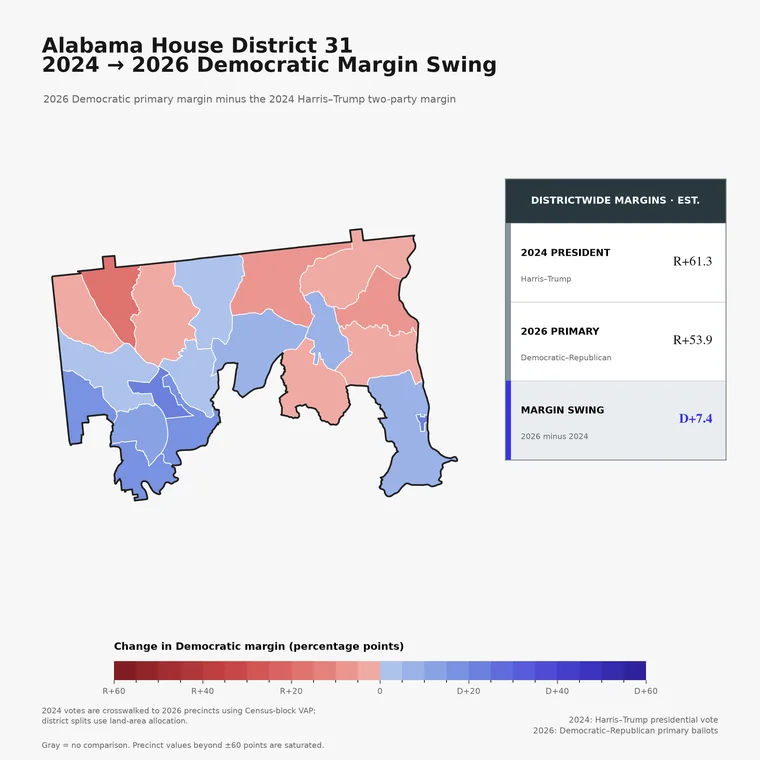 Alabama House District 31
2024 → 2026 Democratic Margin Swing
2026 Democratic primary margin minus the 2024 Harris–Trump two-party margin
DISTRICTWIDE MARGINS · EST.
2024 PRESIDENT
R+61.3
Harris–Trump
2026 PRIMARY
R+53.9
Democratic–Republican
MARGIN SWING
D+7.4
2026 minus 2024
Change in Democratic margin (percentage points)
R+60 R+40 R+20 0 D+20 D+40 D+60
2024 votes are crosswalked to 2026 precincts using Census-block VAP;
district splits use land-area allocation.
Gray = no comparison. Precinct values beyond ±60 points are saturated.
2024: Harris–Trump presidential vote
2026: Democratic–Republican primary ballots